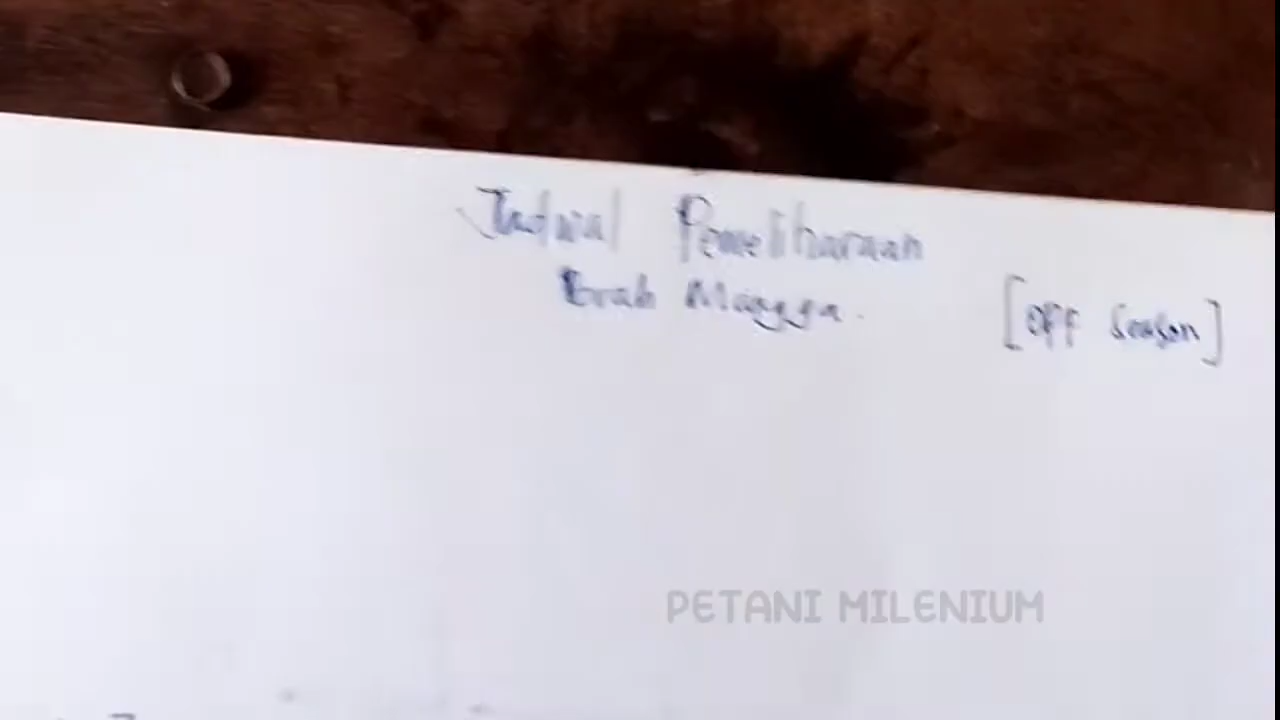 Jadwal Pemeliharaan
Buah Mangga.
[OFF Season]
PETANI MILENIUM